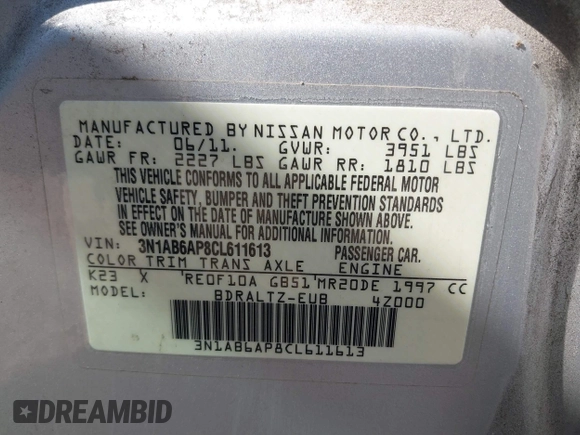 MANUFACTURED BY NISSAN MOTOR CO., LTD.
DATE: 06/11. GVWR: 3951 LBS
GAWR FR: 2227 LBS GAWR RR: 1810 LBS
THIS VEHICLE CONFORMS TO ALL APPLICABLE FEDERAL MOTOR
VEHICLE SAFETY, BUMPER AND THEFT PREVENTION STANDARDS
IN EFFECT ON THE DATE OF MANUFACTURE SHOWN ABOVE.
SEE OWNER'S MANUAL FOR ADDITIONAL INFORMATION.
VIN: 3N1AB6AP8CL611613 PASSENGER CAR.
COLOR TRIM TRANS AXLE ENGINE
K23 X RE0F10A GB51 MR20DE 1997 CC
MODEL: BDRALTZ-EUB 4Z000
3N1AB6AP8CL611613
DREAMBID